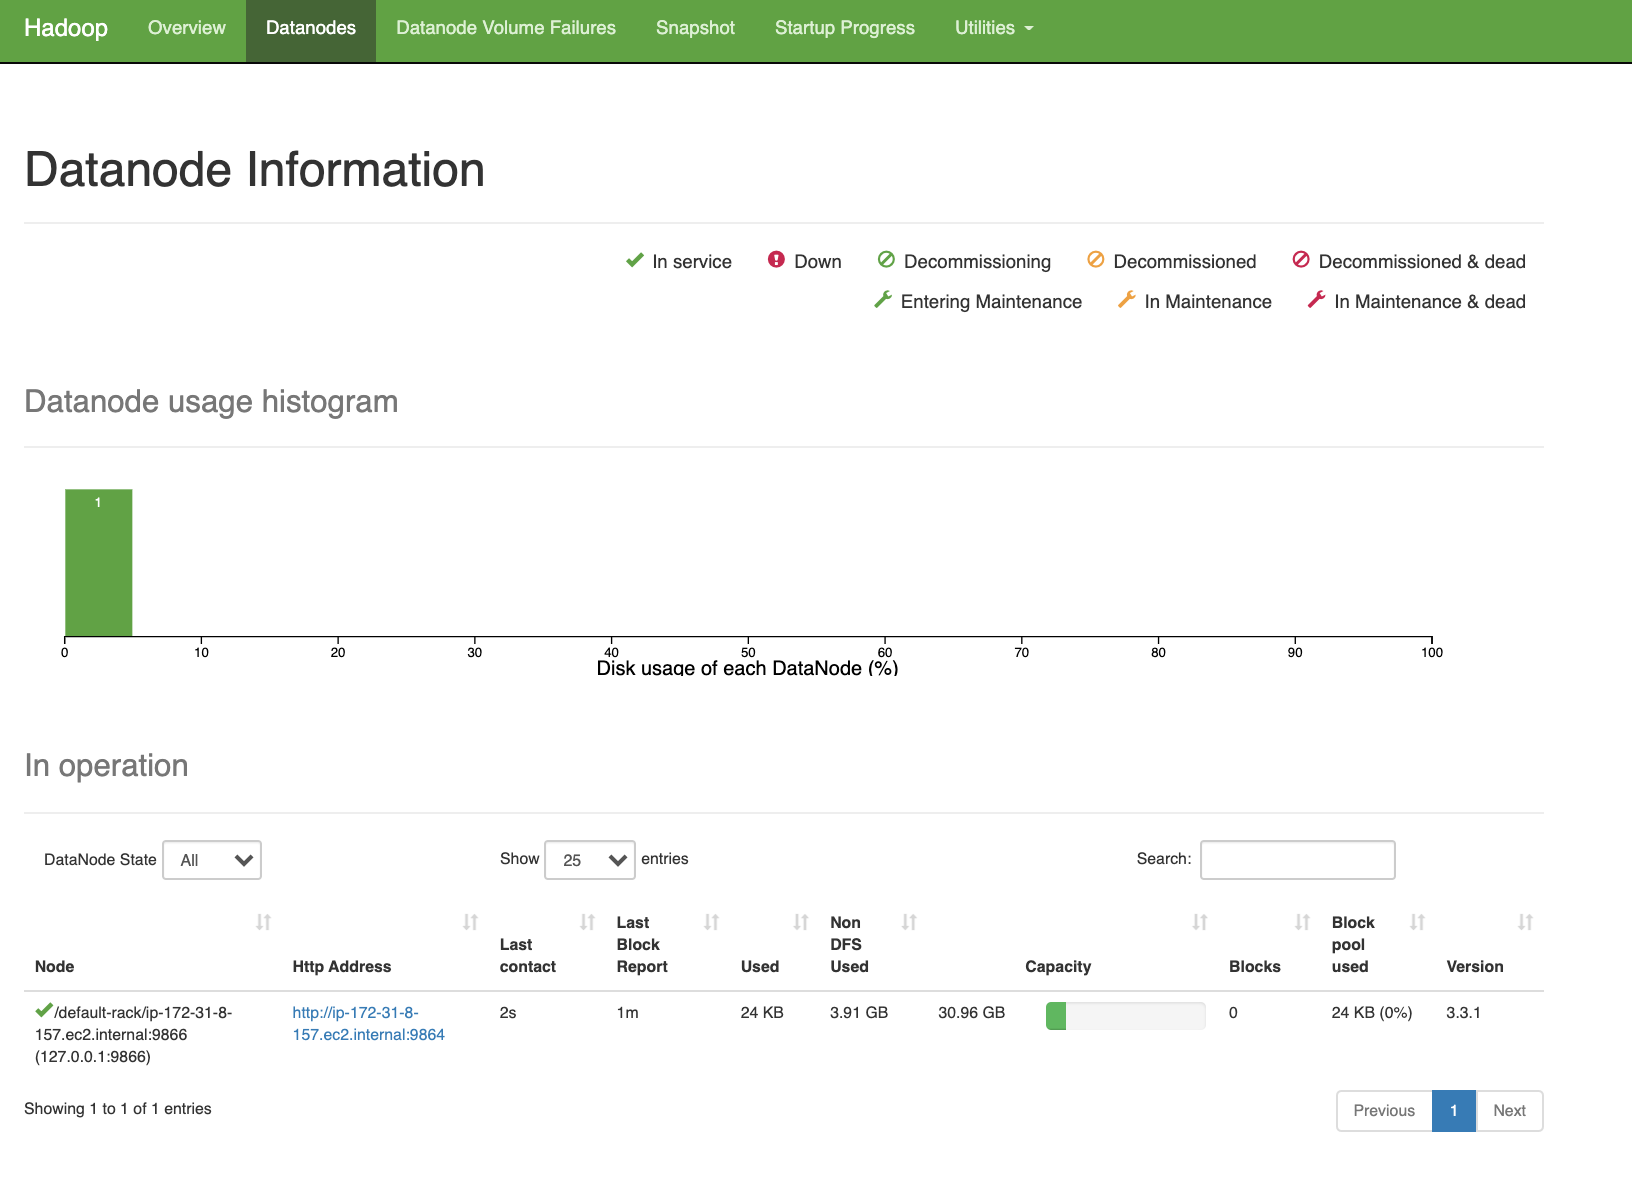 Hadoop Overview Datanodes Datanode Volume Failures Snapshot Startup Progress Utilities
Datanode Information
In service Down Decommissioning Decommissioned Decommissioned & dead
Entering Maintenance In Maintenance In Maintenance & dead
Datanode usage histogram
1
0 10 20 30 40 50 60 70 80 90 100
Disk usage of each DataNode (%)
In operation
DataNode State All Show 25 entries Search:
Node
Http Address
Last
contact
Last
Block
Report
Used
Non
DFS
Used
Capacity
Blocks
Block
pool
used
Version
/default-rack/ip-172-31-8-
157.ec2.internal:9866
(127.0.0.1:9866)
http://ip-172-31-8-
157.ec2.internal:9864
2s
1m
24 KB
3.91 GB
30.96 GB
0
24 KB (0%)
3.3.1
Showing 1 to 1 of 1 entries
Previous 1 Next